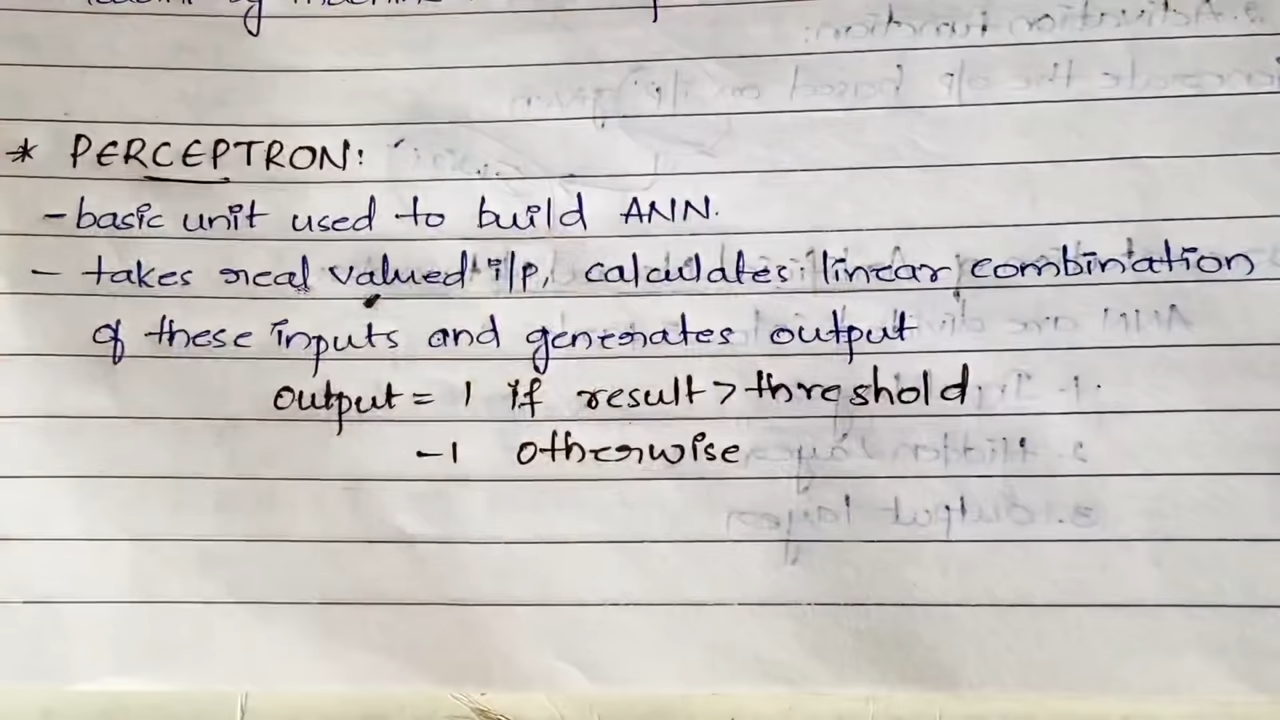 by
* PERCEPTRON:
- basic unit used to build ANN.
- takes real valued i/p, calculates linear combination
of these inputs and generates output
output = 1 if result > threshold
-1 otherwise